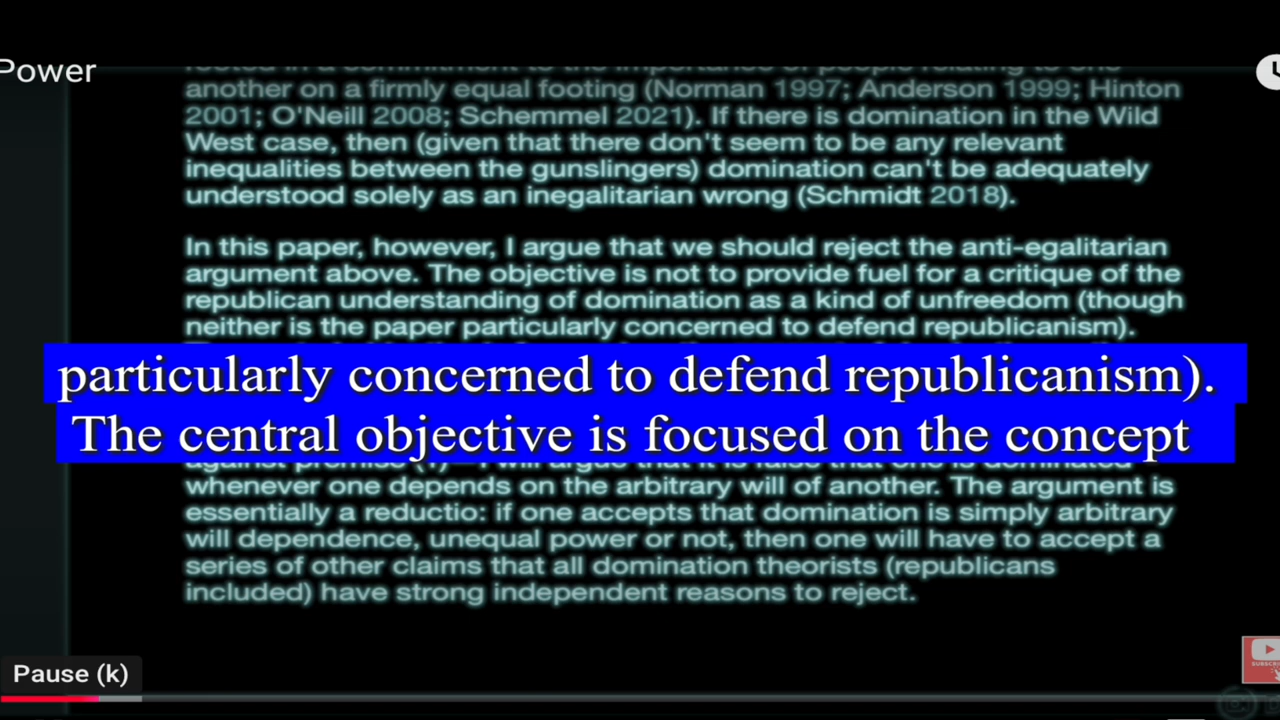 Power
another on a firmly equal footing (Norman 1997; Anderson 1999; Hinton
2001; O'Neill 2008; Schemmel 2021). If there is domination in the Wild
West case, then (given that there don't seem to be any relevant
inequalities between the gunslingers) domination can't be adequately
understood solely as an inegalitarian wrong (Schmidt 2018).
In this paper, however, I argue that we should reject the anti-egalitarian
argument above. The objective is not to provide fuel for a critique of the
republican understanding of domination as a kind of unfreedom (though
neither is the paper particularly concerned to defend republicanism).
particularly concerned to defend republicanism).
The central objective is focused on the concept
whenever one depends on the arbitrary will of another. The argument is
essentially a reductio: if one accepts that domination is simply arbitrary
will dependence, unequal power or not, then one will have to accept a
series of other claims that all domination theorists (republicans
included) have strong independent reasons to reject.
Pause (k)